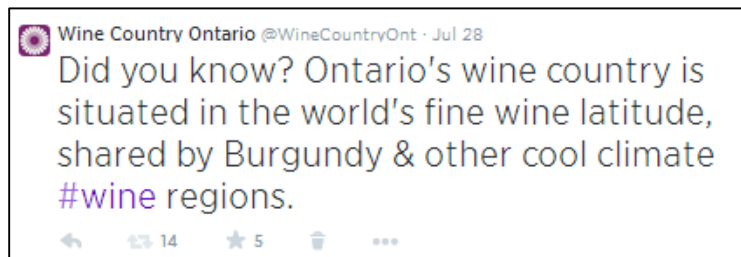 Wine Country Ontario @WineCountryOnt · Jul 28
Did you know? Ontario's wine country is
situated in the world's fine wine latitude,
shared by Burgundy & other cool climate
#wine regions.
14 5